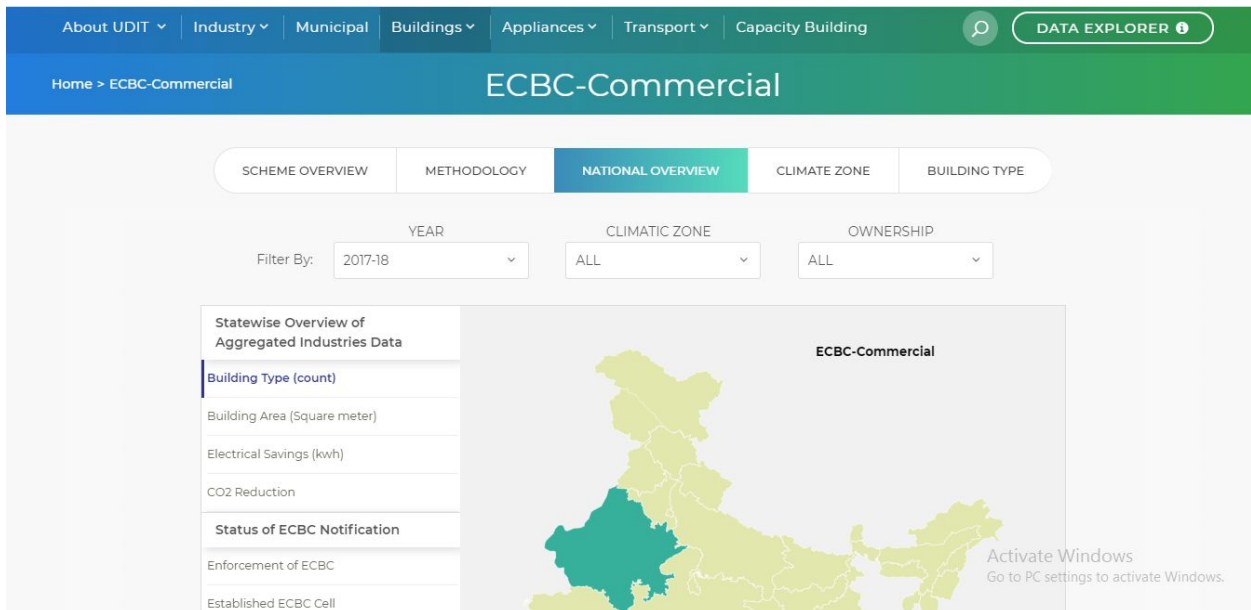 About UDIT Industry Municipal Buildings Appliances Transport Capacity Building DATA EXPLORER
Home > ECBC-Commercial
ECBC-Commercial
SCHEME OVERVIEW METHODOLOGY NATIONAL OVERVIEW CLIMATE ZONE BUILDING TYPE
YEAR CLIMATIC ZONE OWNERSHIP
Filter By: 2017-18 ALL ALL
Statewise Overview of
Aggregated Industries Data
ECBC-Commercial
Building Type (count)
Building Area (Square meter)
Electrical Savings (kwh)
CO2 Reduction
Status of ECBC Notification
Enforcement of ECBC
Established ECBC Cell
Activate Windows
Go to PC settings to activate Windows.